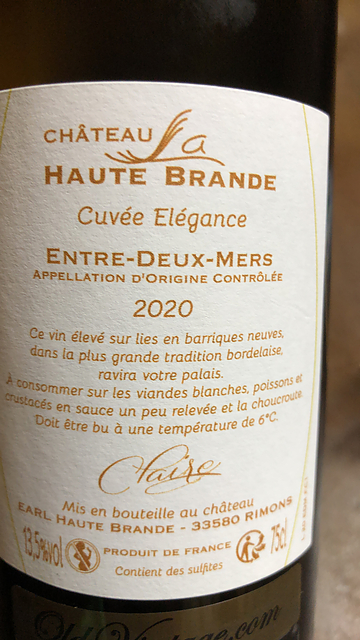 CHÂTEAU La
HAUTE BRANDE
Cuvée Elégance
ENTRE-DEUX-MERS
APPELLATION D'ORIGINE CONTRÔLÉE
2020
Ce vin élevé sur lies en barriques neuves,
dans la plus grande tradition bordelaise,
ravira votre palais.
A consommer sur les viandes blanches, poissons et
crustacés en sauce un peu relevée et la choucroute.
Doit être bu à une température de 6°C.
Claire
Mis en bouteille au château
EARL HAUTE BRANDE - 33580 RIMONS
13,5%vol PRODUIT DE FRANCE 75cl
Contient des sulfites
.com